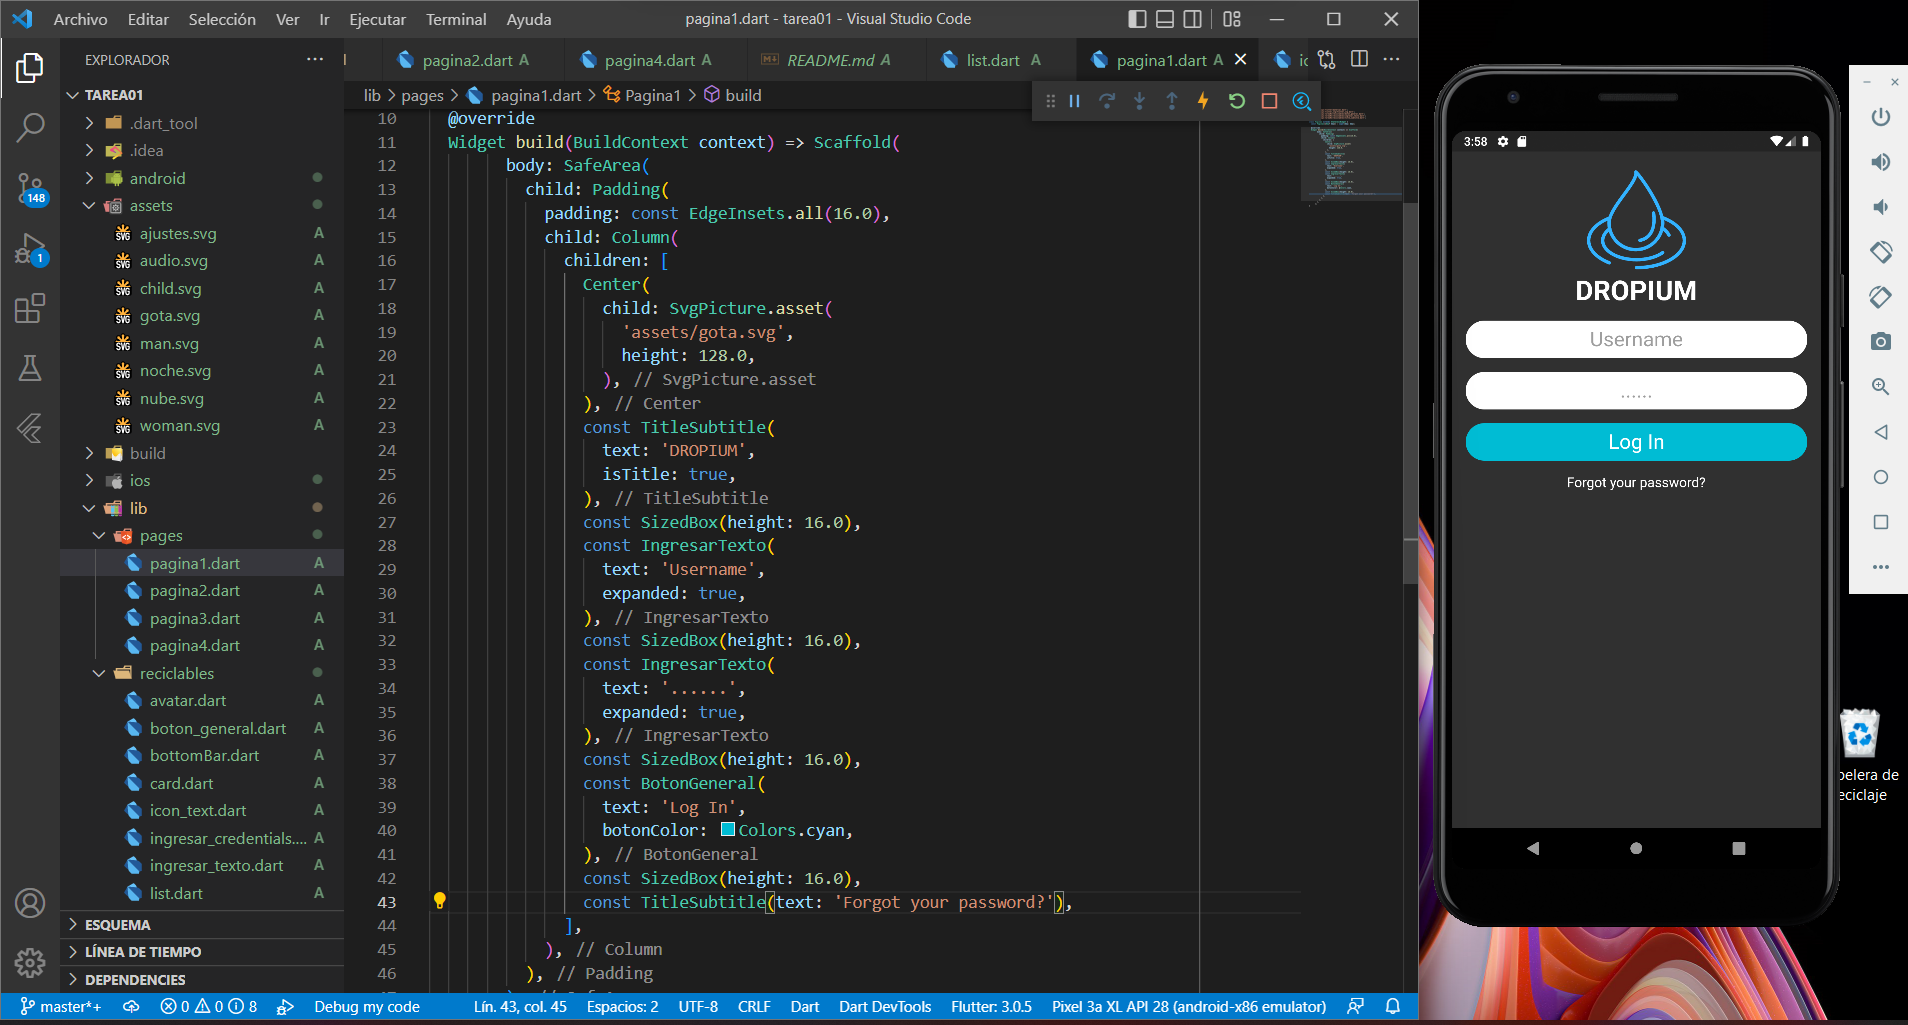 Archivo Editar Selección Ver Ir Ejecutar Terminal Ayuda pagina1.dart - tarea01 - Visual Studio Code
EXPLORADOR
TAREA01
.dart_tool
.idea
android
assets
ajustes.svg A
audio.svg A
child.svg A
gota.svg A
man.svg A
noche.svg A
nube.svg A
woman.svg A
build
ios
lib
pages
pagina1.dart A
pagina2.dart A
pagina3.dart A
pagina4.dart A
reciclables
avatar.dart A
boton_general.dart A
bottomBar.dart A
card.dart A
icon_text.dart A
ingresar_credentials.... A
ingresar_texto.dart A
list.dart A
ESQUEMA
LÍNEA DE TIEMPO
DEPENDENCIES
148
1
pagina2.dart A pagina4.dart A README.md A list.dart A pagina1.dart A ic
lib > pages > pagina1.dart > Pagina1 > build
10 @override
11 Widget build(BuildContext context) => Scaffold(
12 body: SafeArea(
13 child: Padding(
14 padding: const EdgeInsets.all(16.0),
15 child: Column(
16 children: [
17 Center(
18 child: SvgPicture.asset(
19 'assets/gota.svg',
20 height: 128.0,
21 ), // SvgPicture.asset
22 ), // Center
23 const TitleSubtitle(
24 text: 'DROPIUM',
25 isTitle: true,
26 ), // TitleSubtitle
27 const SizedBox(height: 16.0),
28 const IngresarTexto(
29 text: 'Username',
30 expanded: true,
31 ), // IngresarTexto
32 const SizedBox(height: 16.0),
33 const IngresarTexto(
34 text: '......',
35 expanded: true,
36 ), // IngresarTexto
37 const SizedBox(height: 16.0),
38 const BotonGeneral(
39 text: 'Log In',
40 botonColor: Colors.cyan,
41 ), // BotonGeneral
42 const SizedBox(height: 16.0),
43 const TitleSubtitle(text: 'Forgot your password?'),
44 ],
45 ), // Column
46 ), // Padding
master*+ 0 0 8 Debug my code Lín. 43, col. 45 Espacios: 2 UTF-8 CRLF Dart Dart DevTools Flutter: 3.0.5 Pixel 3a XL API 28 (android-x86 emulator)
3:58
DROPIUM
Username
......
Log In
Forgot your password?
pelera de
eciclaje